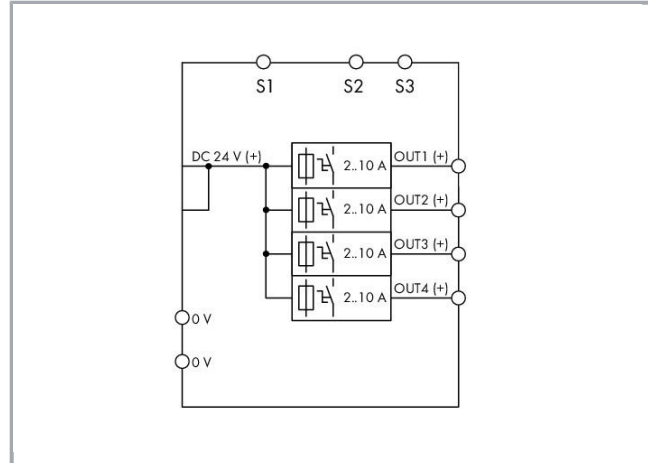 S1 S2 S3
DC 24 V (+)
2..10 A
OUT1 (+)
2..10 A
OUT2 (+)
2..10 A
OUT3 (+)
2..10 A
OUT4 (+)
0 V
0 V